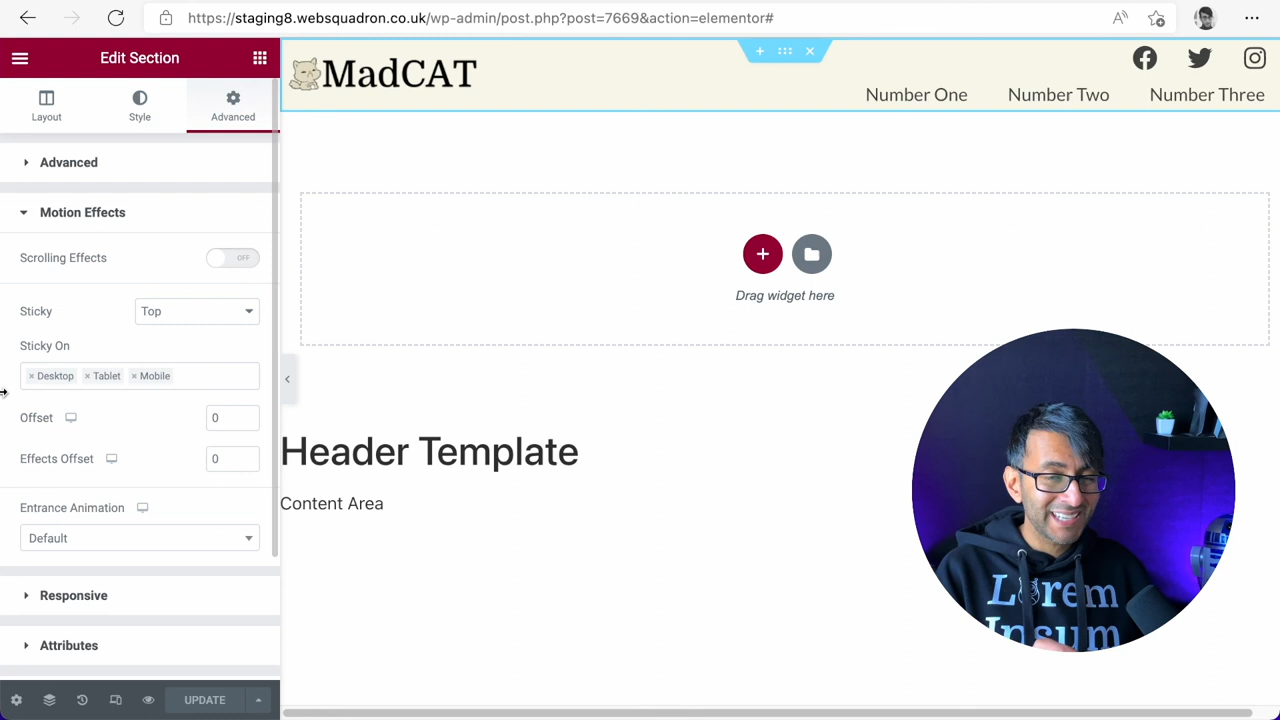 https://staging8.websquadron.co.uk/wp-admin/post.php?post=7669&action=elementor#
Edit Section
Layout
Style
Advanced
Advanced
Motion Effects
Scrolling Effects
OFF
Sticky
Top
Sticky On
× Desktop × Tablet × Mobile
Offset
0
Effects Offset
0
Entrance Animation
Default
Responsive
Attributes
UPDATE
MadCAT
Number One
Number Two
Number Three
Drag widget here
Header Template
Content Area
Lorem
Insum